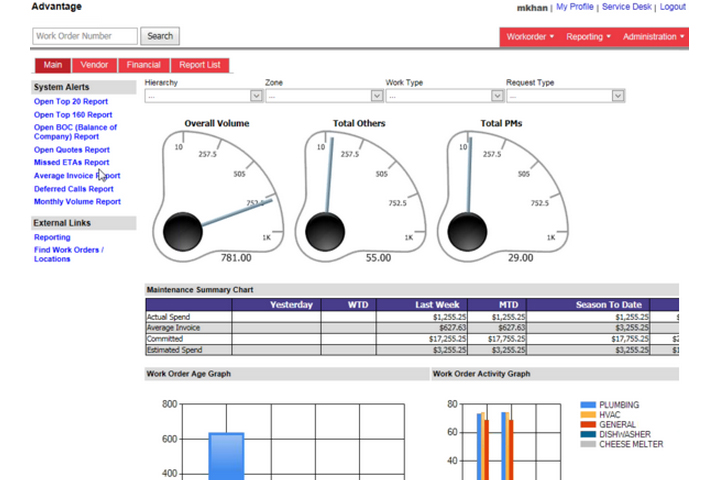 Advantage
mkhan | My Profile | Service Desk | Logout
Work Order Number Search
Workorder Reporting Administration
Main Vendor Financial Report List
System Alerts
Open Top 20 Report
Open Top 160 Report
Open BOC (Balance of
Company) Report
Open Quotes Report
Missed ETAs Report
Average Invoice Report
Deferred Calls Report
Monthly Volume Report
External Links
Reporting
Find Work Orders /
Locations
Hierarchy Zone Work Type Request Type
... ... ... ...
Overall Volume
10
257.5
505
757.5
1K
781.00
Total Others
10
257.5
505
752.5
1K
55.00
Total PMs
10
257.5
505
752.5
1K
29.00
Maintenance Summary Chart
Yesterday WTD Last Week MTD Season To Date
Actual Spend $1,255.25 $1,255.25 $1,255.25
Average Invoice $627.63 $627.63 $3,255.25
Committed $17,255.25 $17,755.25 $17,755.25
Estimated Spend $3,255.25 $3,255.25 $3,255.25
Work Order Age Graph
800
600
400
Work Order Activity Graph
80
60
40
PLUMBING
HVAC
GENERAL
DISHWASHER
CHEESE MELTER